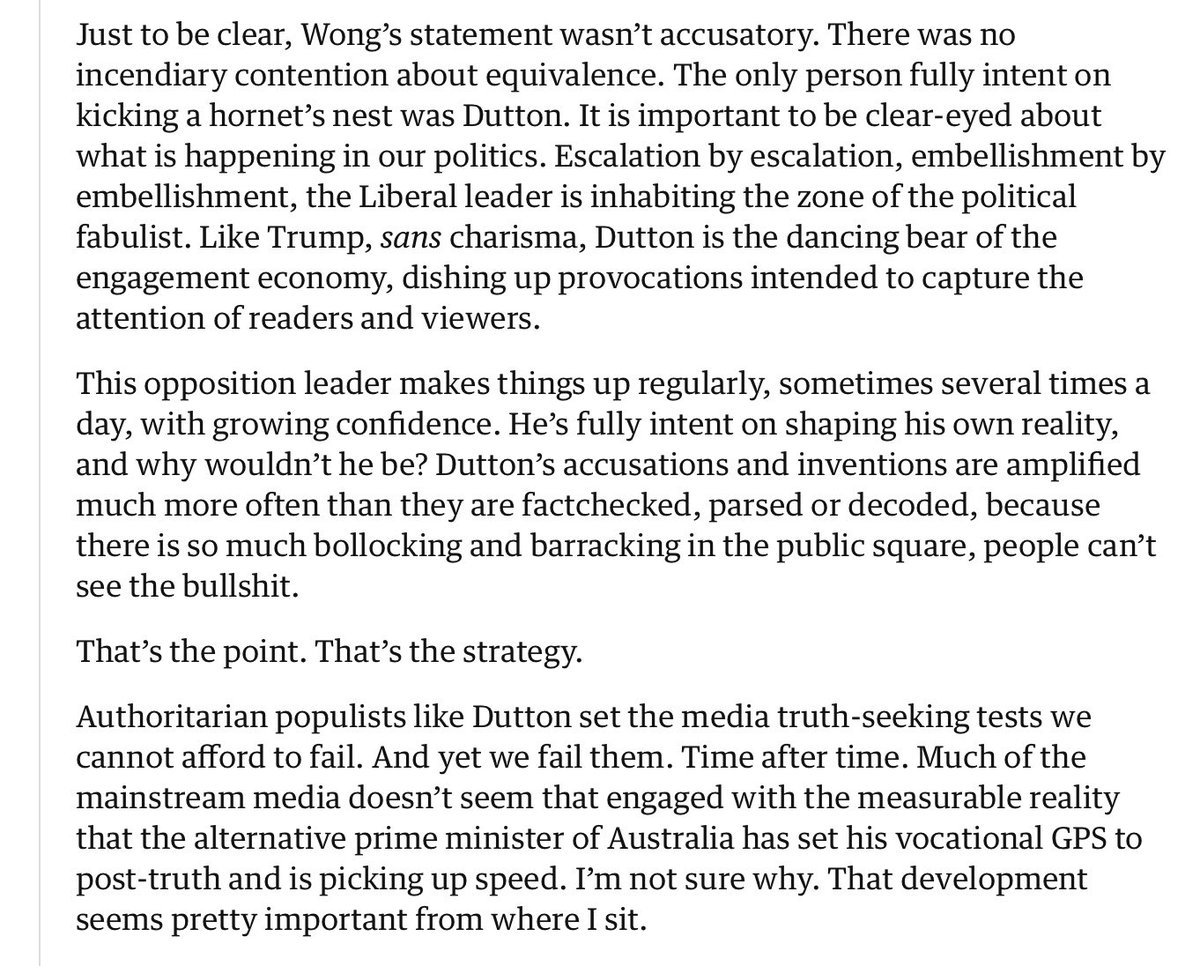 Just to be clear, Wong’s statement wasn’t accusatory. There was no
incendiary contention about equivalence. The only person fully intent on
kicking a hornet’s nest was Dutton. It is important to be clear-eyed about
what is happening in our politics. Escalation by escalation, embellishment by
embellishment, the Liberal leader is inhabiting the zone of the political
fabulist. Like Trump, sans charisma, Dutton is the dancing bear of the
engagement economy, dishing up provocations intended to capture the
attention of readers and viewers.
This opposition leader makes things up regularly, sometimes several times a
day, with growing confidence. He’s fully intent on shaping his own reality,
and why wouldn’t he be? Dutton’s accusations and inventions are amplified
much more often than they are factchecked, parsed or decoded, because
there is so much bollocking and barracking in the public square, people can’t
see the bullshit.
That’s the point. That’s the strategy.
Authoritarian populists like Dutton set the media truth-seeking tests we
cannot afford to fail. And yet we fail them. Time after time. Much of the
mainstream media doesn’t seem that engaged with the measurable reality
that the alternative prime minister of Australia has set his vocational GPS to
post-truth and is picking up speed. I’m not sure why. That development
seems pretty important from where I sit.